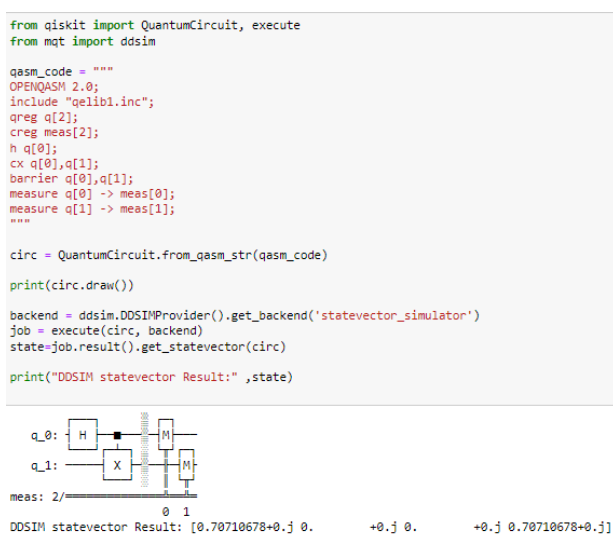 from qiskit import QuantumCircuit, execute
from mqt import ddsim
qasm_code = """
OPENQASM 2.0;
include "qelib1.inc";
qreg q[2];
creg meas[2];
h q[0];
cx q[0],q[1];
barrier q[0],q[1];
measure q[0] -> meas[0];
measure q[1] -> meas[1];
"""
circ = QuantumCircuit.from_qasm_str(qasm_code)
print(circ.draw())
backend = ddsim.DDSIMProvider().get_backend('statevector_simulator')
job = execute(circ, backend)
state=job.result().get_statevector(circ)
print("DDSIM statevector Result:" ,state)
q_0: H M
q_1: X M
meas: 2/
0 1
DDSIM statevector Result: [0.70710678+0.j 0. +0.j 0. +0.j 0.70710678+0.j]